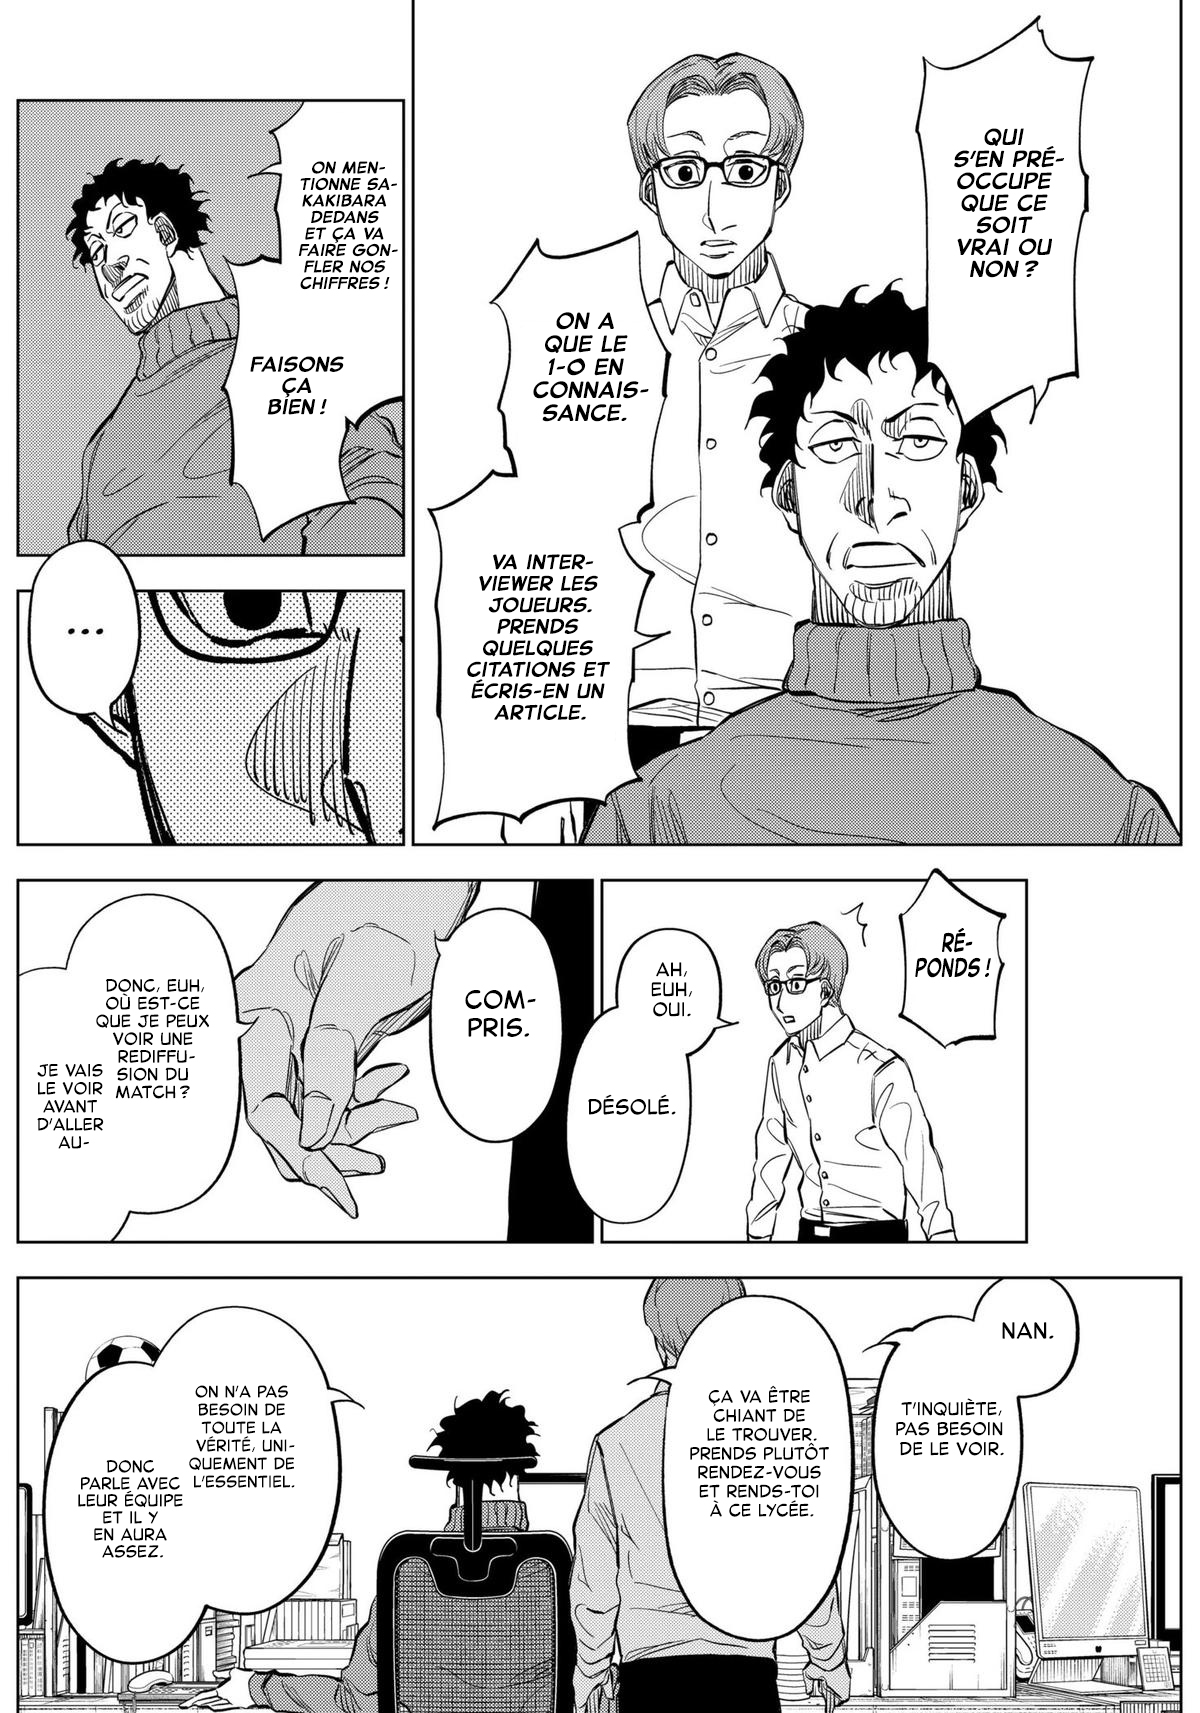 QUI
S'EN PRÉ-
OCCUPE
QUE CE
SOIT
VRAI OU
NON ?
ON A
QUE LE
1-0 EN
CONNAIS-
SANCE.
VA INTER-
VIEWER LES
JOUEURS.
PRENDS
QUELQUES
CITATIONS ET
ÉCRIS-EN UN
ARTICLE.
ON MEN-
TIONNE SA-
KAKIBARA
DEDANS
ET ÇA VA
FAIRE GON-
FLER NOS
CHIFFRES !
FAISONS
ÇA
BIEN !
...
RÉ-
PONDS !
AH,
EUH,
OUI.
DÉSOLÉ.
COM-
PRIS.
DONC, EUH,
OÙ EST-CE
QUE JE PEUX
VOIR UNE
REDIFFU-
SION DU
MATCH ?
JE VAIS
LE VOIR
AVANT
D'ALLER
AU-
NAN.
T'INQUIÈTE,
PAS BESOIN
DE LE VOIR.
ÇA VA ÊTRE
CHIANT DE
LE TROUVER.
PRENDS PLUTÔT
RENDEZ-VOUS
ET RENDS-TOI
À CE LYCÉE.
ON N'A PAS
BESOIN DE
TOUTE LA
VÉRITÉ, UNI-
QUEMENT DE
L'ESSENTIEL.
DONC
PARLE AVEC
LEUR ÉQUIPE
ET IL Y
EN AURA
ASSEZ.